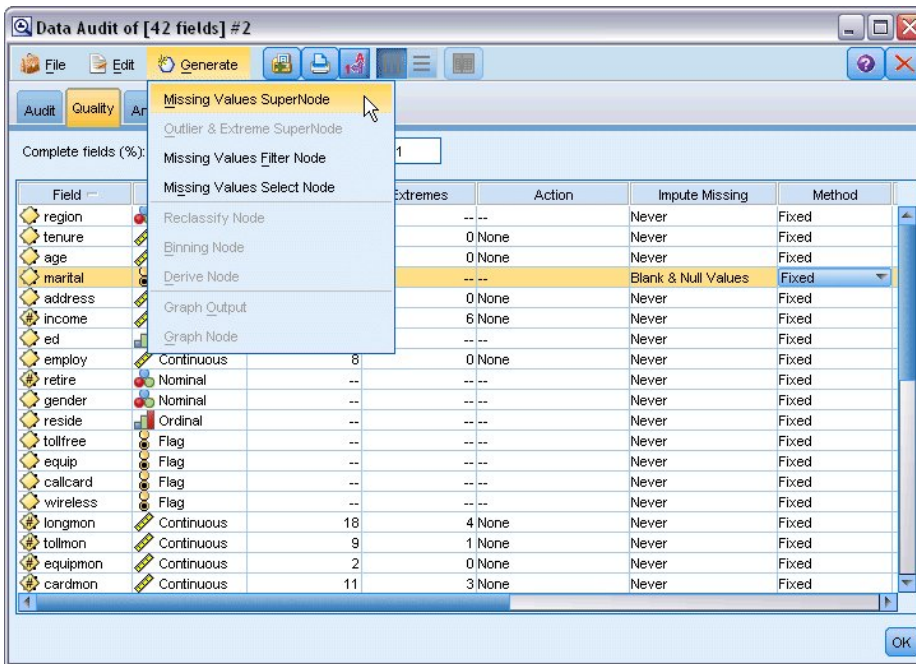 Data Audit of [42 fields] #2
File Edit Generate
Missing Values SuperNode
Outlier & Extreme SuperNode
Missing Values Filter Node
Missing Values Select Node
Reclassify Node
Binning Node
Derive Node
Graph Output
Graph Node
Audit Quality An
Complete fields (%): 1
Field Extremes Action Impute Missing Method
region -- -- Never Fixed
tenure 0 None Never Fixed
age 0 None Never Fixed
marital -- -- Blank & Null Values Fixed
address 0 None Never Fixed
income 6 None Never Fixed
ed -- -- Never Fixed
employ Continuous 8 0 None Never Fixed
retire Nominal -- -- -- Never Fixed
gender Nominal -- -- -- Never Fixed
reside Ordinal -- -- -- Never Fixed
tollfree Flag -- -- -- Never Fixed
equip Flag -- -- -- Never Fixed
callcard Flag -- -- -- Never Fixed
wireless Flag -- -- -- Never Fixed
longmon Continuous 18 4 None Never Fixed
tollmon Continuous 9 1 None Never Fixed
equipmon Continuous 2 0 None Never Fixed
cardmon Continuous 11 3 None Never Fixed
OK